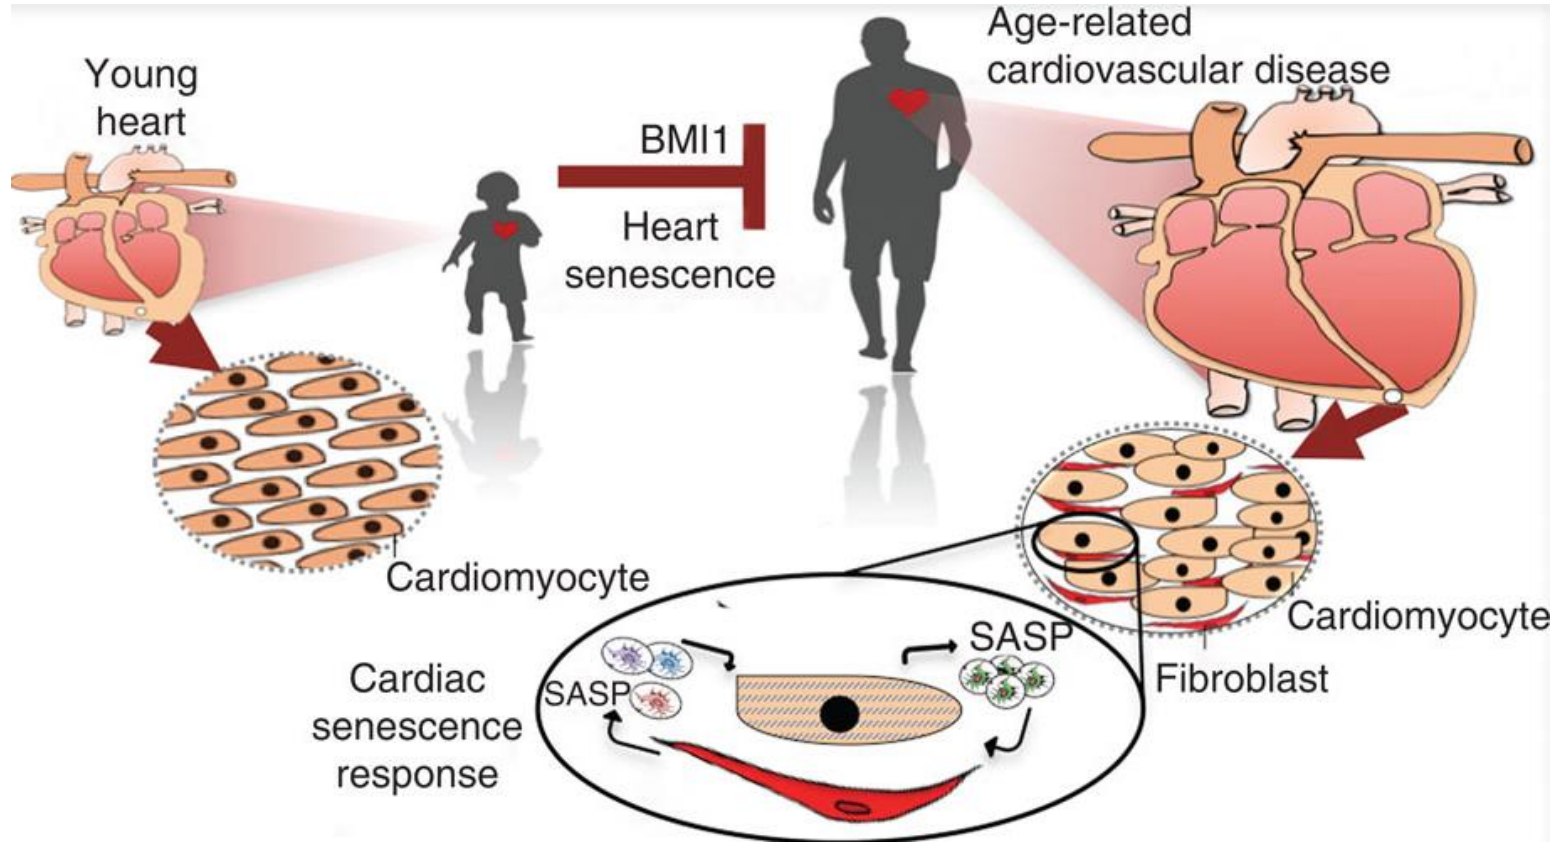 Young
heart
BMI1
Heart
senescence
Age-related
cardiovascular disease
Cardiomyocyte
Cardiomyocyte
Fibroblast
SASP
SASP
Cardiac
senescence
response